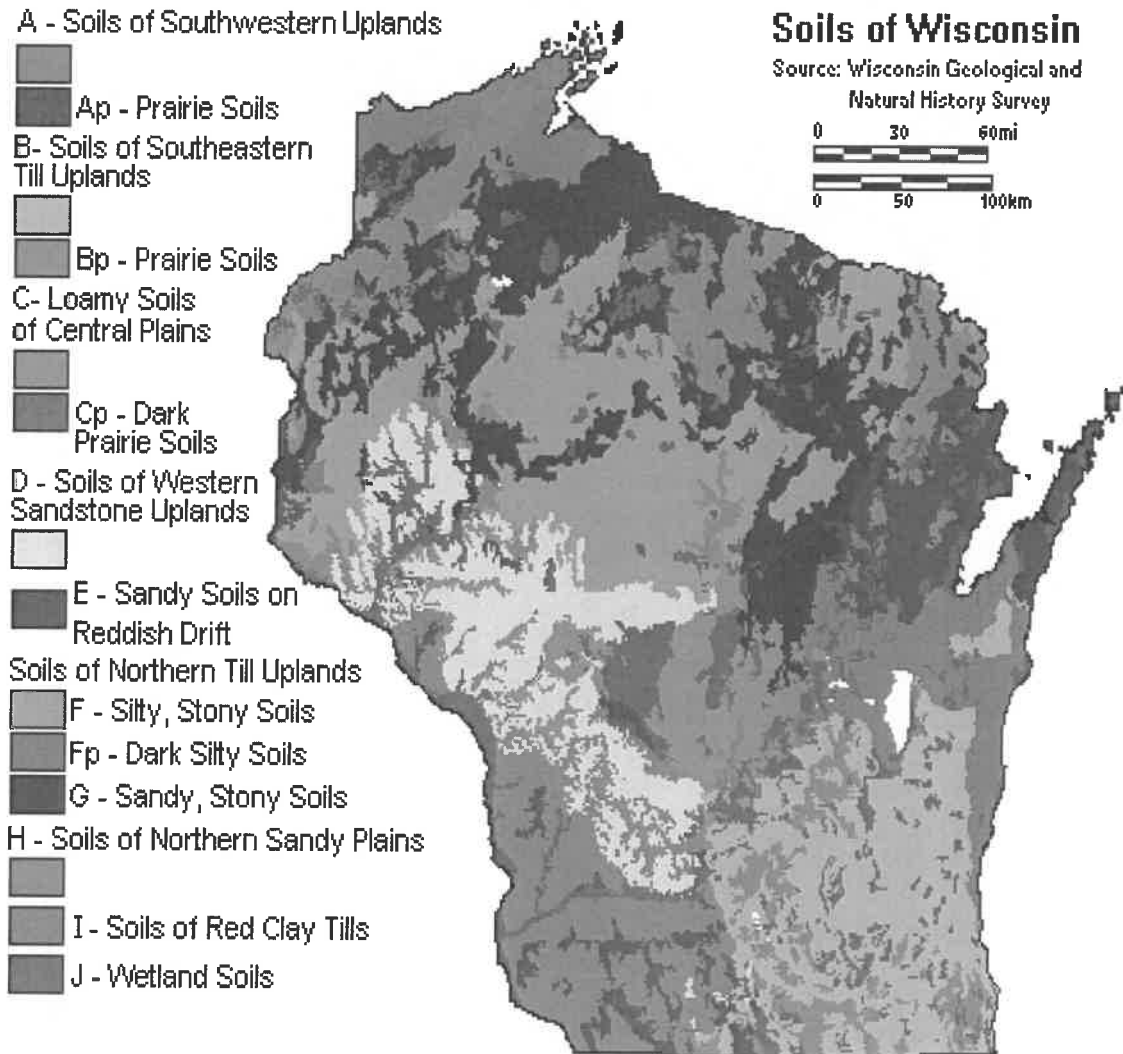 A - Soils of Southwestern Uplands
Ap - Prairie Soils
B- Soils of Southeastern
Till Uplands
Bp - Prairie Soils
C- Loamy Soils
of Central Plains
Cp - Dark
Prairie Soils
D - Soils of Western
Sandstone Uplands
E - Sandy Soils on
Reddish Drift
Soils of Northern Till Uplands
F - Silty, Stony Soils
Fp - Dark Silty Soils
G - Sandy, Stony Soils
H - Soils of Northern Sandy Plains
I - Soils of Red Clay Tills
J - Wetland Soils
Soils of Wisconsin
Source: Wisconsin Geological and
Natural History Survey
0 30 60mi
0 50 100km